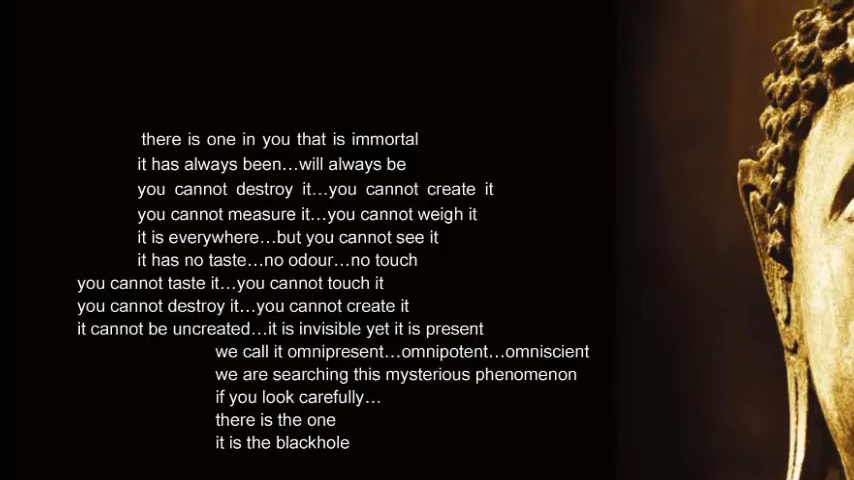 there is one in you that is immortal
it has always been...will always be
you cannot destroy it...you cannot create it
you cannot measure it...you cannot weigh it
it is everywhere...but you cannot see it
it has no taste...no odour...no touch
you cannot taste it...you cannot touch it
you cannot destroy it...you cannot create it
it cannot be uncreated...it is invisible yet it is present
we call it omnipresent...omnipotent...omniscient
we are searching this mysterious phenomenon
if you look carefully...
there is the one
it is the blackhole